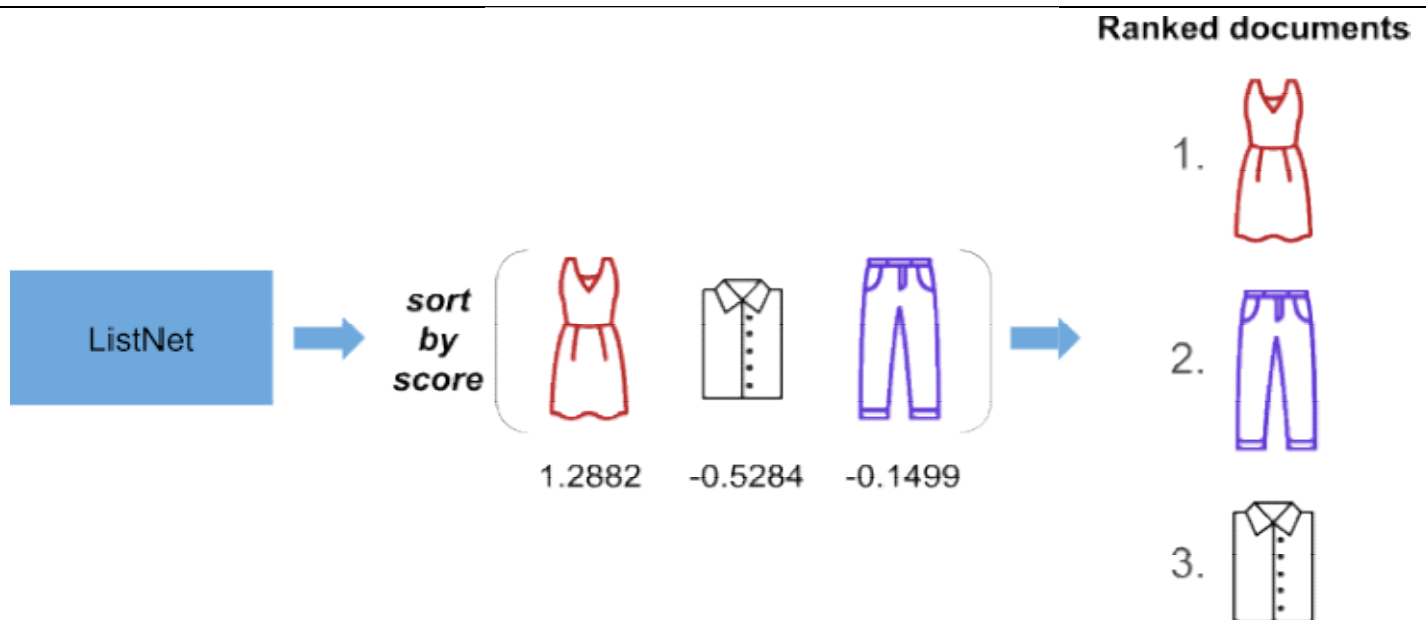 Ranked documents
1.
ListNet
sort
by
score
1.2882 -0.5284 -0.1499
2.
3.